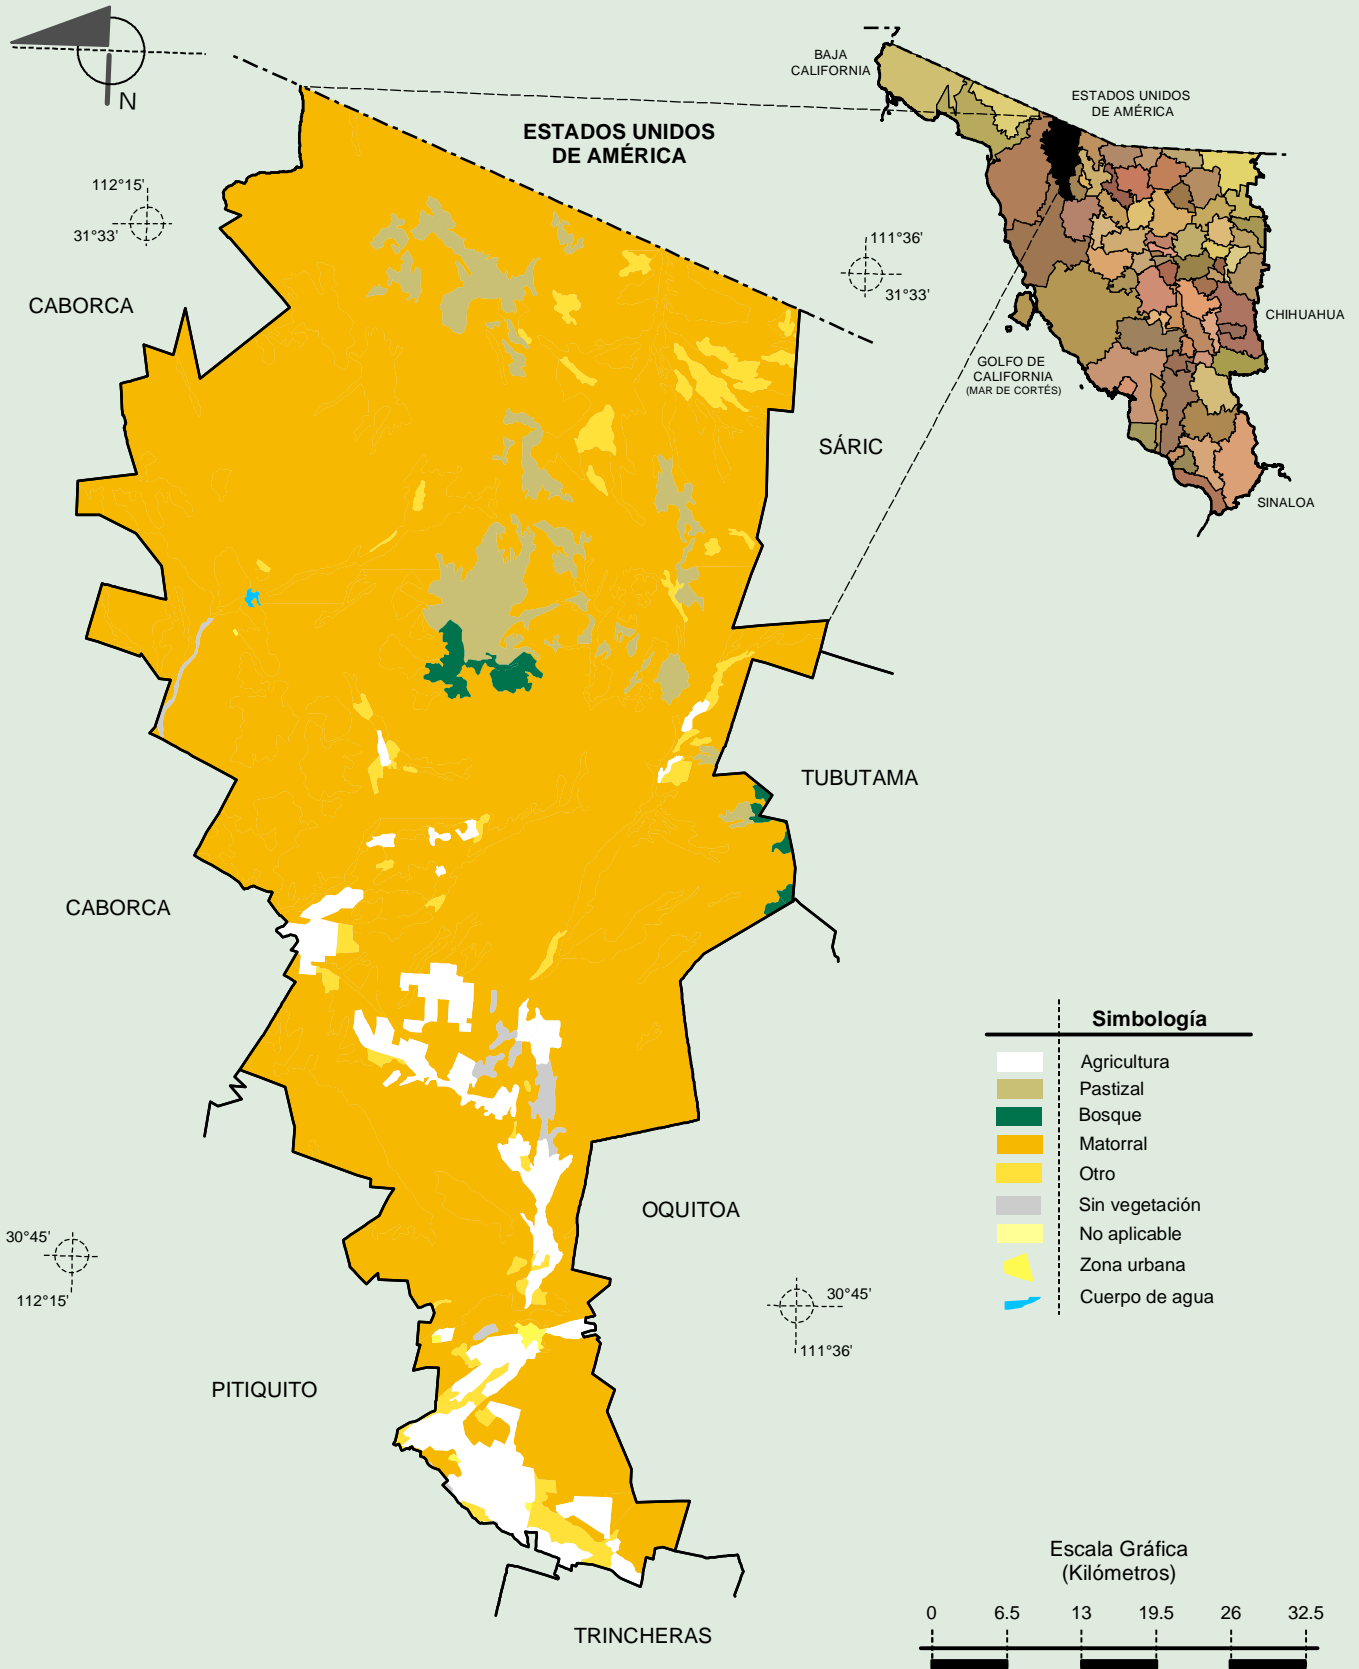 N
BAJA
CALIFORNIA
ESTADOS UNIDOS
DE AMÉRICA
ESTADOS UNIDOS
DE AMÉRICA
112°15'
31°33'
111°36'
31°33'
CABORCA
CHIHUAHUA
GOLFO DE
CALIFORNIA
(MAR DE CORTÉS)
SÁRIC
SINALOA
TUBUTAMA
CABORCA
Simbología
Agricultura
Pastizal
Bosque
Matorral
Otro
Sin vegetación
No aplicable
Zona urbana
Cuerpo de agua
OQUITOA
30°45'
112°15'
30°45'
111°36'
PITIQUITO
Escala Gráfica
(Kilómetros)
0 6.5 13 19.5 26 32.5
TRINCHERAS